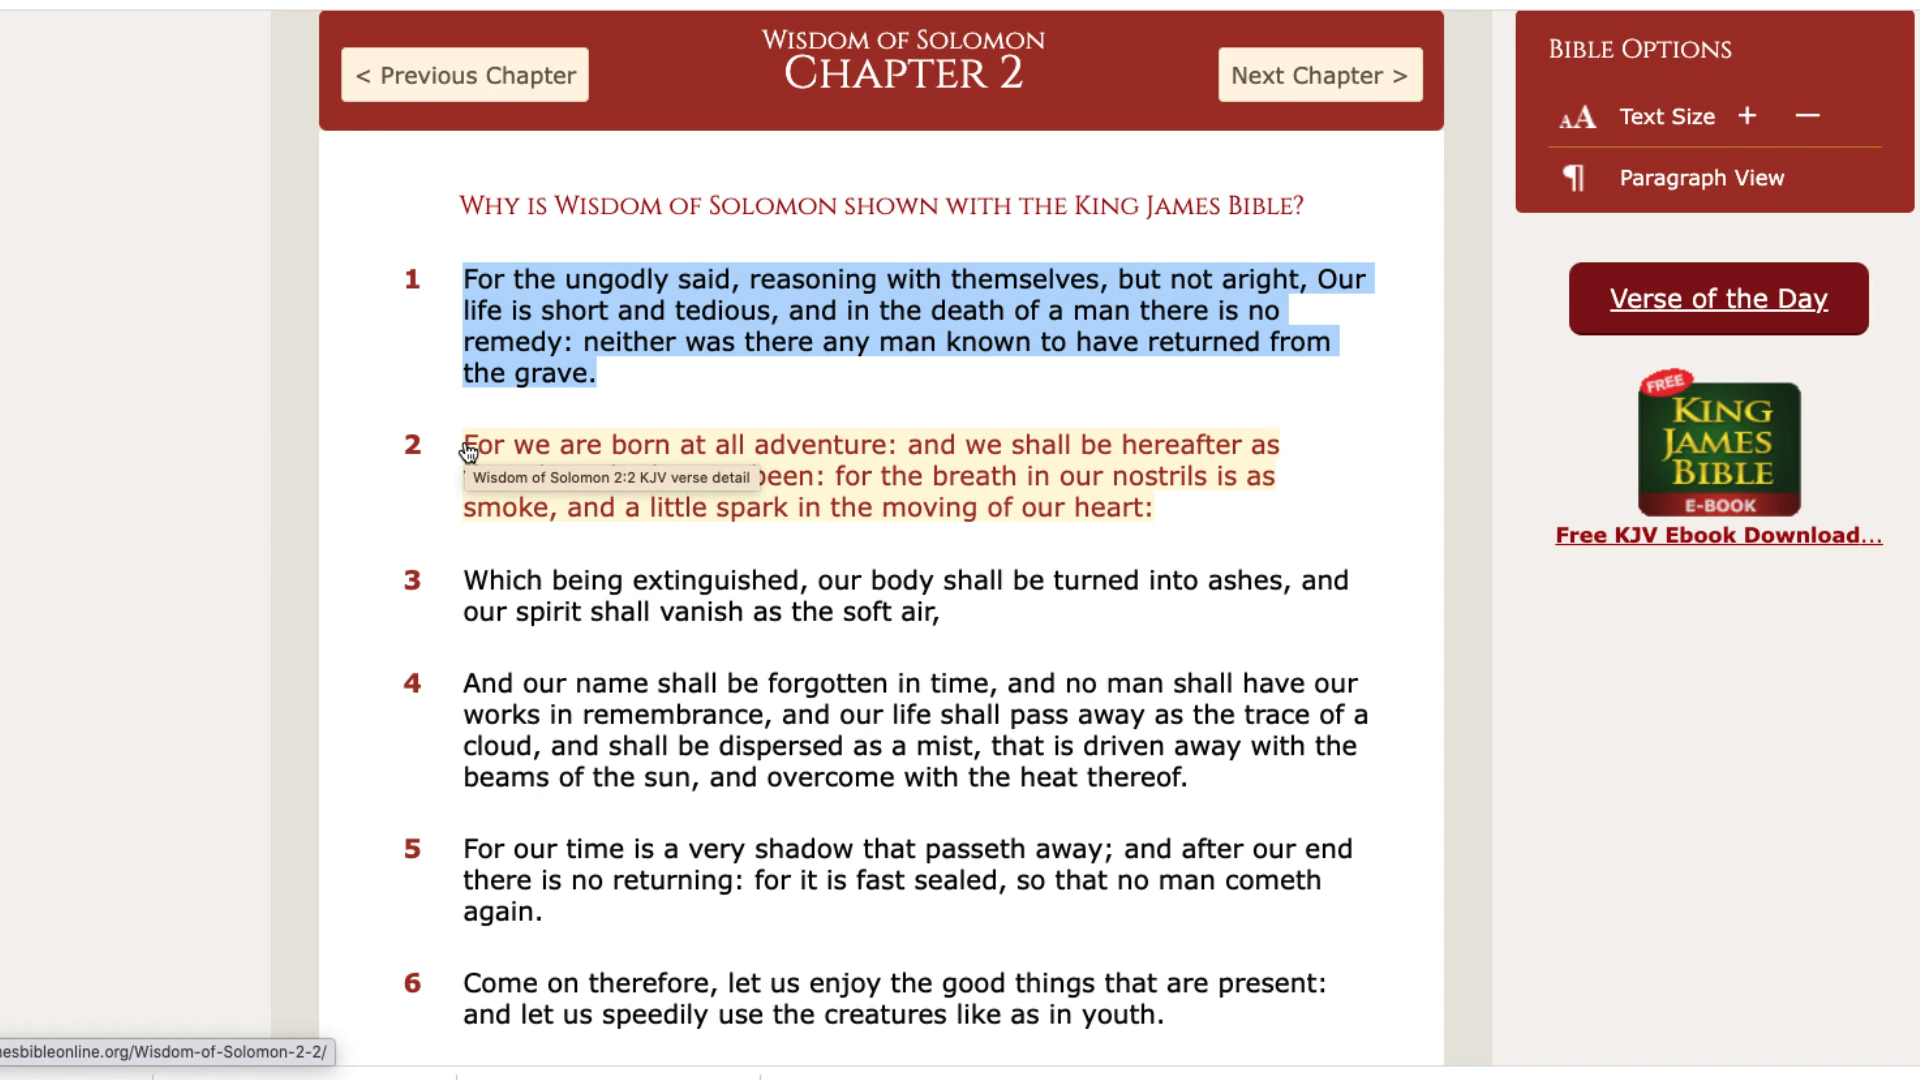 < Previous Chapter
Wisdom of Solomon
Chapter 2
Next Chapter >
Why is Wisdom of Solomon shown with the King James Bible?
1 For the ungodly said, reasoning with themselves, but not aright, Our
life is short and tedious, and in the death of a man there is no
remedy: neither was there any man known to have returned from
the grave.
2 For we are born at all adventure: and we shall be hereafter as
Wisdom of Solomon 2:2 KJV verse detail
been: for the breath in our nostrils is as
smoke, and a little spark in the moving of our heart:
3 Which being extinguished, our body shall be turned into ashes, and
our spirit shall vanish as the soft air,
4 And our name shall be forgotten in time, and no man shall have our
works in remembrance, and our life shall pass away as the trace of a
cloud, and shall be dispersed as a mist, that is driven away with the
beams of the sun, and overcome with the heat thereof.
5 For our time is a very shadow that passeth away; and after our end
there is no returning: for it is fast sealed, so that no man cometh
again.
6 Come on therefore, let us enjoy the good things that are present:
and let us speedily use the creatures like as in youth.
Bible Options
AA Text Size + —
¶ Paragraph View
Verse of the Day
FREE
KING
JAMES
BIBLE
E-BOOK
Free KJV Ebook Download...
nesbibleonline.org/Wisdom-of-Solomon-2-2/